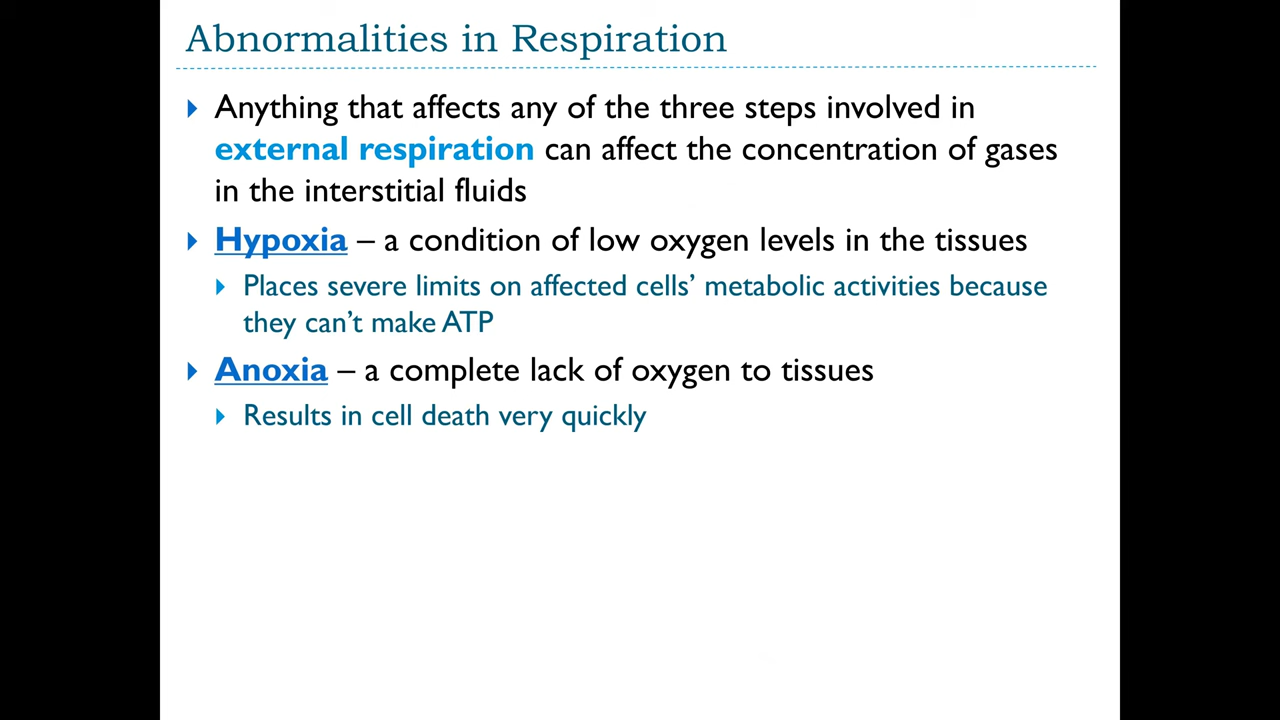 Abnormalities in Respiration
Anything that affects any of the three steps involved in
external respiration can affect the concentration of gases
in the interstitial fluids
Hypoxia – a condition of low oxygen levels in the tissues
Places severe limits on affected cells’ metabolic activities because
they can’t make ATP
Anoxia – a complete lack of oxygen to tissues
Results in cell death very quickly